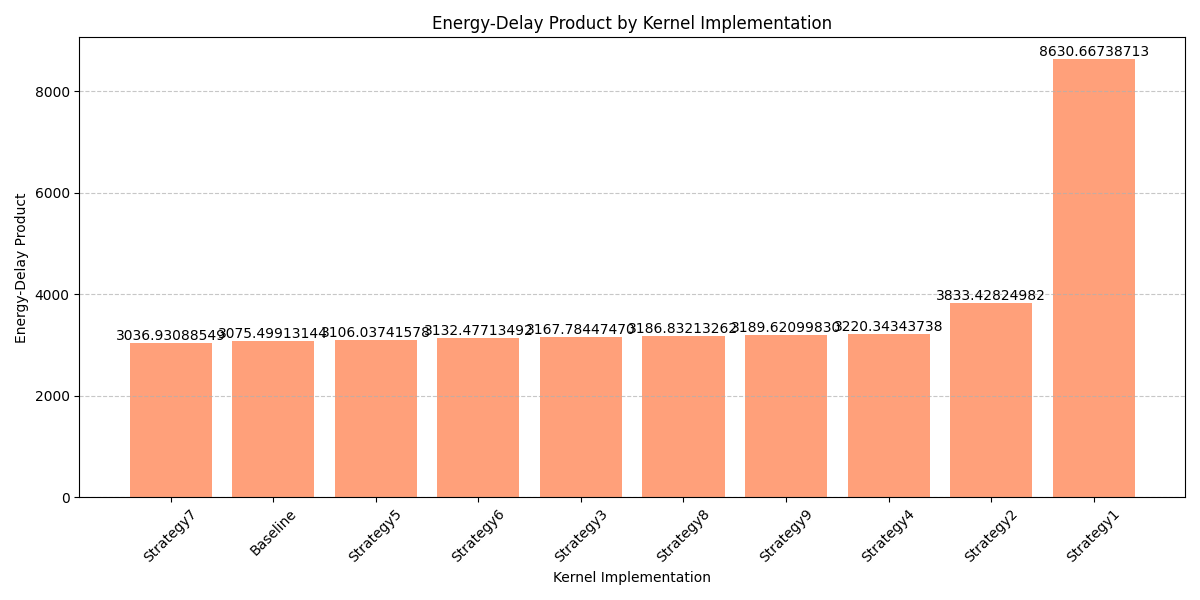 Energy-Delay Product by Kernel Implementation
8630.66738713
8000
6000
Energy-Delay Product
4000
3833.42824982
3036.93088549
3075.49913144
3106.03741578
3132.47713492
3167.78447470
3186.83213262
3189.62099830
3220.34343738
2000
0
Strategy7
Baseline
Strategy5
Strategy6
Strategy3
Strategy8
Strategy9
Strategy4
Strategy2
Strategy1
Kernel Implementation